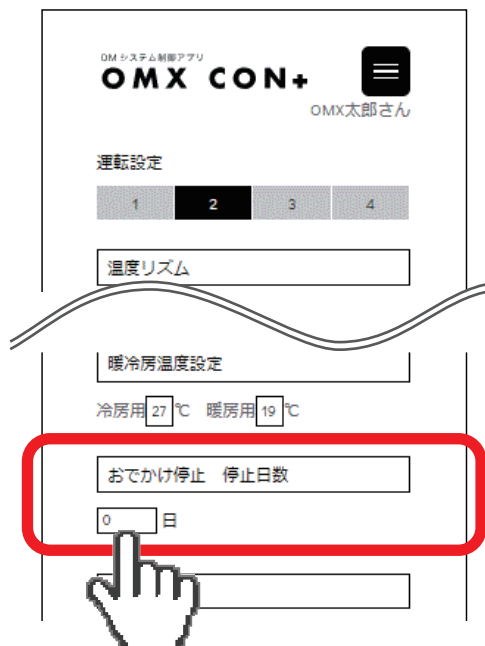 OMシステム制御アプリ
OMX CON+
OMX太郎さん
運転設定
1 2 3 4
温度リズム
暖冷房温度設定
冷房用 27 ℃ 暖房用 19 ℃
おでかけ停止 停止日数
0 日